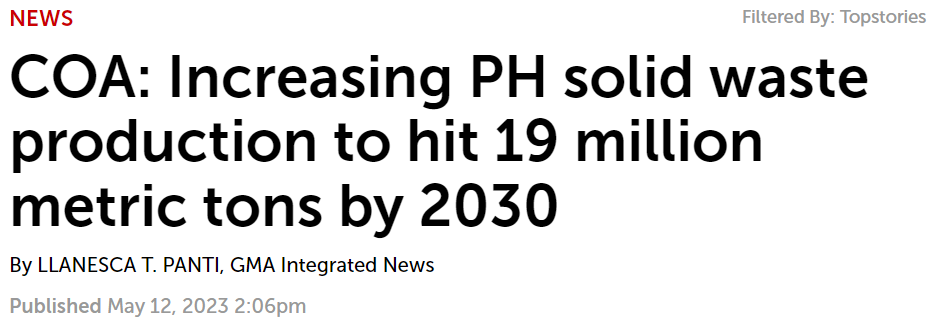 NEWS
Filtered By: Topstories
COA: Increasing PH solid waste
production to hit 19 million
metric tons by 2030
By LLANESCA T. PANTI, GMA Integrated News
Published May 12, 2023 2:06pm